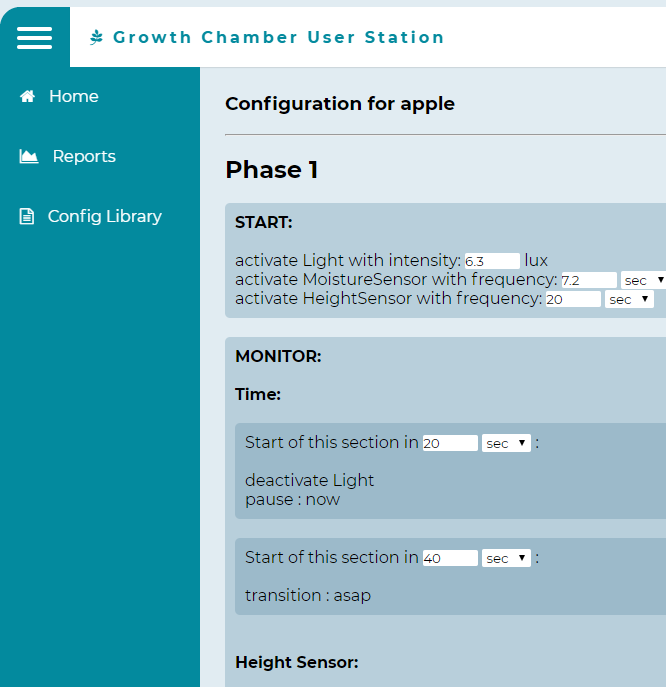 Growth Chamber User Station
Home
Reports
Config Library
Configuration for apple
Phase 1
START:
activate Light with intensity: 6.3 lux
activate MoistureSensor with frequency: 7.2 sec
activate HeightSensor with frequency: 20 sec
MONITOR:
Time:
Start of this section in 20 sec :
deactivate Light
pause : now
Start of this section in 40 sec :
transition : asap
Height Sensor: